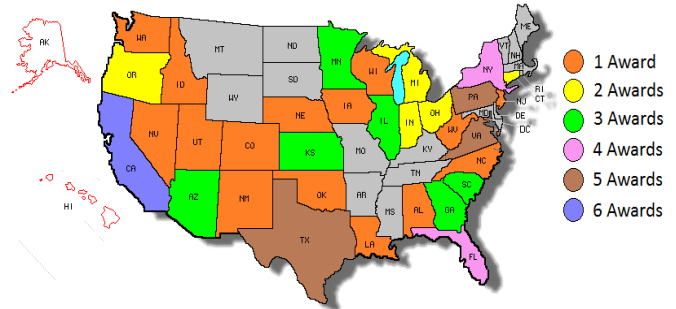 AK
WA
MT
ND
MN
ME
VT
NH
MA
NY
OR
ID
SD
WI
MI
RI
CT
WY
IA
PA
NJ
NE
OH
IN
IL
MD
DE
DC
NV
UT
CO
KS
MO
WV
VA
KY
CA
OK
TN
NC
AZ
NM
AR
SC
MS
AL
GA
HI
TX
LA
FL
1 Award
2 Awards
3 Awards
4 Awards
5 Awards
6 Awards